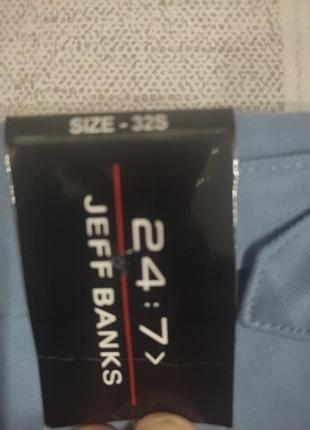 SIZE - 32S
24:7>
JEFF BANKS